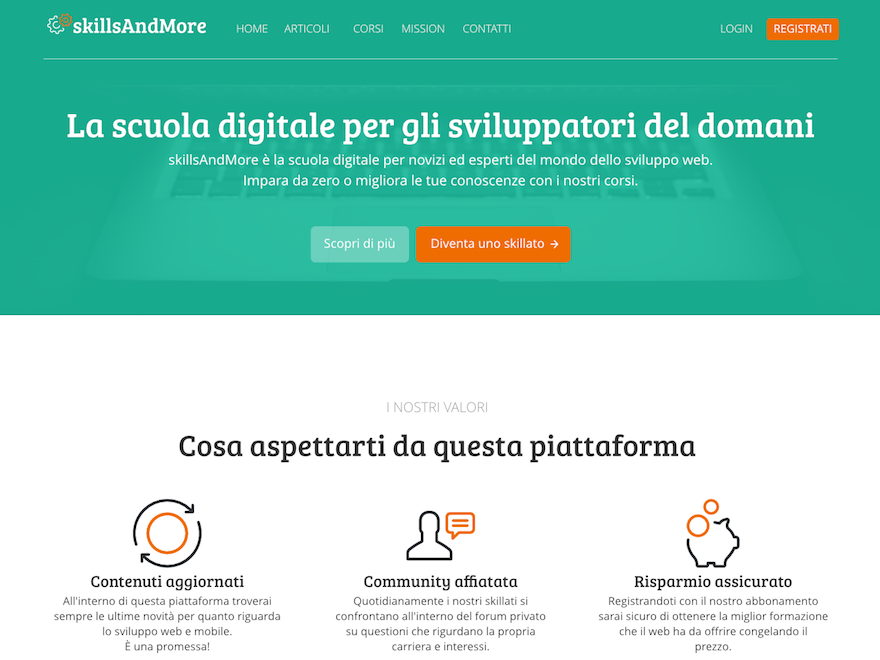 skillsAndMore
HOME ARTICOLI CORSI MISSION CONTATTI LOGIN REGISTRATI
La scuola digitale per gli sviluppatori del domani
skillsAndMore è la scuola digitale per novizi ed esperti del mondo dello sviluppo web.
Impara da zero o migliora le tue conoscenze con i nostri corsi.
Scopri di più
Diventa uno skillato →
I NOSTRI VALORI
Cosa aspettarti da questa piattaforma
Contenuti aggiornati
All'interno di questa piattaforma troverai
sempre le ultime novità per quanto riguarda
lo sviluppo web e mobile.
È una promessa!
Community affiatata
Quotidianamente i nostri skillati si
confrontano all'interno del forum privato
su questioni che rigurdano la propria
carriera e interessi.
Risparmio assicurato
Registrandoti con il nostro abbonamento
sarai sicuro di ottenere la miglior formazione
che il web ha da offrire congelando il
prezzo.